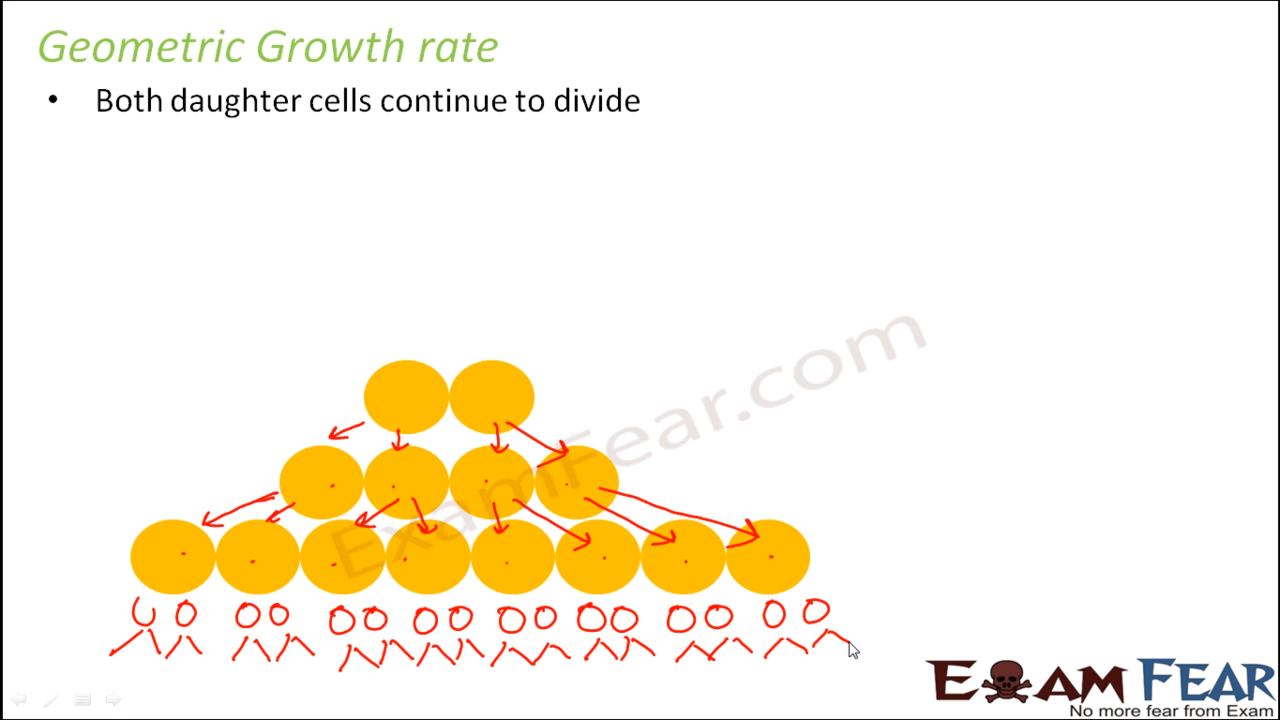 Geometric Growth rate
• Both daughter cells continue to divide
ExamFear.com
EXAM FEAR
No more fear from Exam